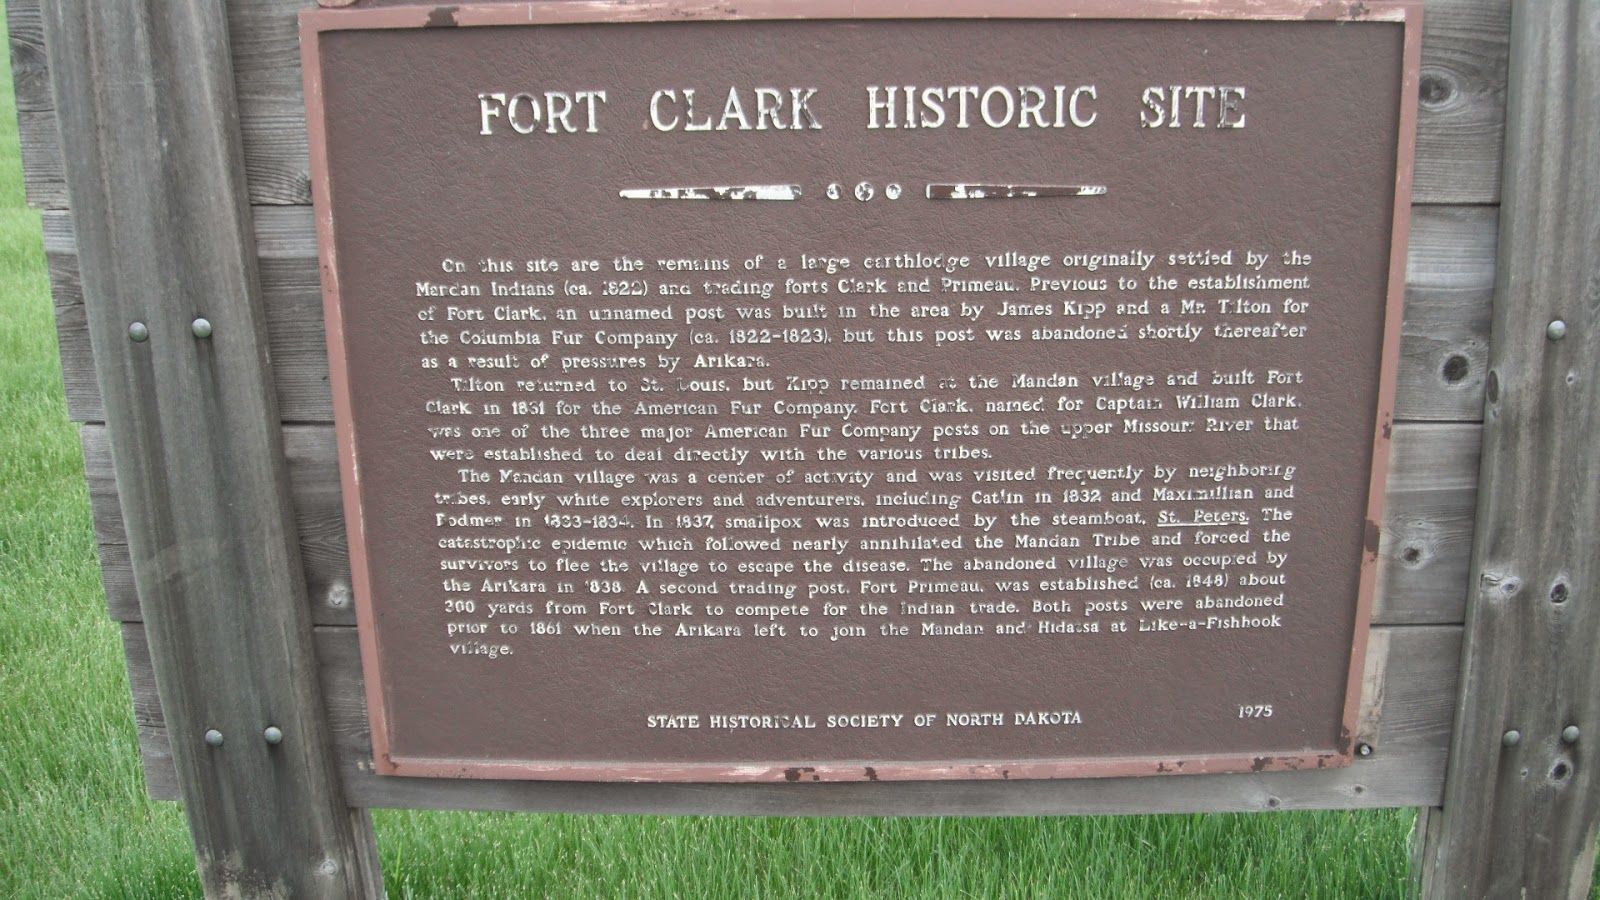 FORT CLARK HISTORIC SITE
On this site are the remains of a large earthlodge village originally settled by the
Mandan Indians (ca. 1822) and trading forts Clark and Primeau. Previous to the establishment
of Fort Clark, an unnamed post was built in the area by James Kipp and a Mr. Tilton for
the Columbia Fur Company (ca. 1822-1823), but this post was abandoned shortly thereafter
as a result of pressures by Arikara.
Tilton returned to St. Louis, but Kipp remained at the Mandan village and built Fort
Clark in 1831 for the American Fur Company. Fort Clark, named for Captain William Clark,
was one of the three major American Fur Company posts on the upper Missouri River that
were established to deal directly with the various tribes.
The Mandan village was a center of activity and was visited frequently by neighboring
tribes, early white explorers and adventurers, including Catlin in 1832 and Maximillian and
Bodmer in 1833-1834. In 1837, smallpox was introduced by the steamboat, St. Peters. The
catastrophic epidemic which followed nearly annihilated the Mandan Tribe and forced the
survivors to flee the village to escape the disease. The abandoned village was occupied by
the Arikara in 1838. A second trading post, Fort Primeau, was established (ca. 1846) about
200 yards from Fort Clark to compete for the Indian trade. Both posts were abandoned
prior to 1861 when the Arikara left to join the Mandan and Hidatsa at Like-a-Fishhook
village.
STATE HISTORICAL SOCIETY OF NORTH DAKOTA
1975